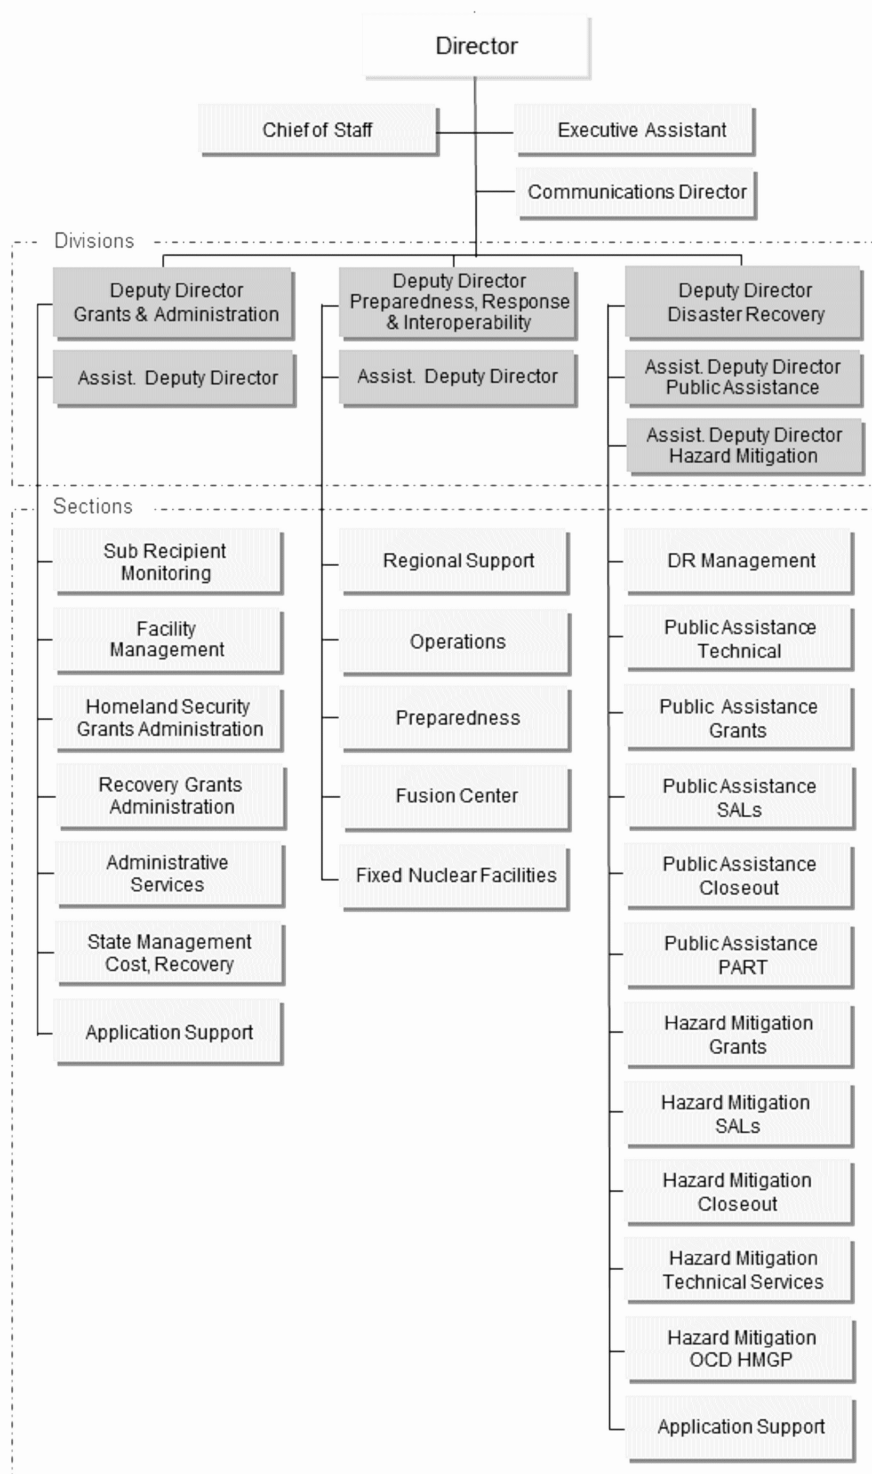 Director
Chief of Staff
Executive Assistant
Communications Director
Divisions
Deputy Director
Grants & Administration
Assist. Deputy Director
Deputy Director
Preparedness, Response
& Interoperability
Assist. Deputy Director
Deputy Director
Disaster Recovery
Assist. Deputy Director
Public Assistance
Assist. Deputy Director
Hazard Mitigation
Sections
Sub Recipient
Monitoring
Facility
Management
Homeland Security
Grants Administration
Recovery Grants
Administration
Administrative
Services
State Management
Cost, Recovery
Application Support
Regional Support
Operations
Preparedness
Fusion Center
Fixed Nuclear Facilities
DR Management
Public Assistance
Technical
Public Assistance
Grants
Public Assistance
SALs
Public Assistance
Closeout
Public Assistance
PART
Hazard Mitigation
Grants
Hazard Mitigation
SALs
Hazard Mitigation
Closeout
Hazard Mitigation
Technical Services
Hazard Mitigation
OCD HMGP
Application Support